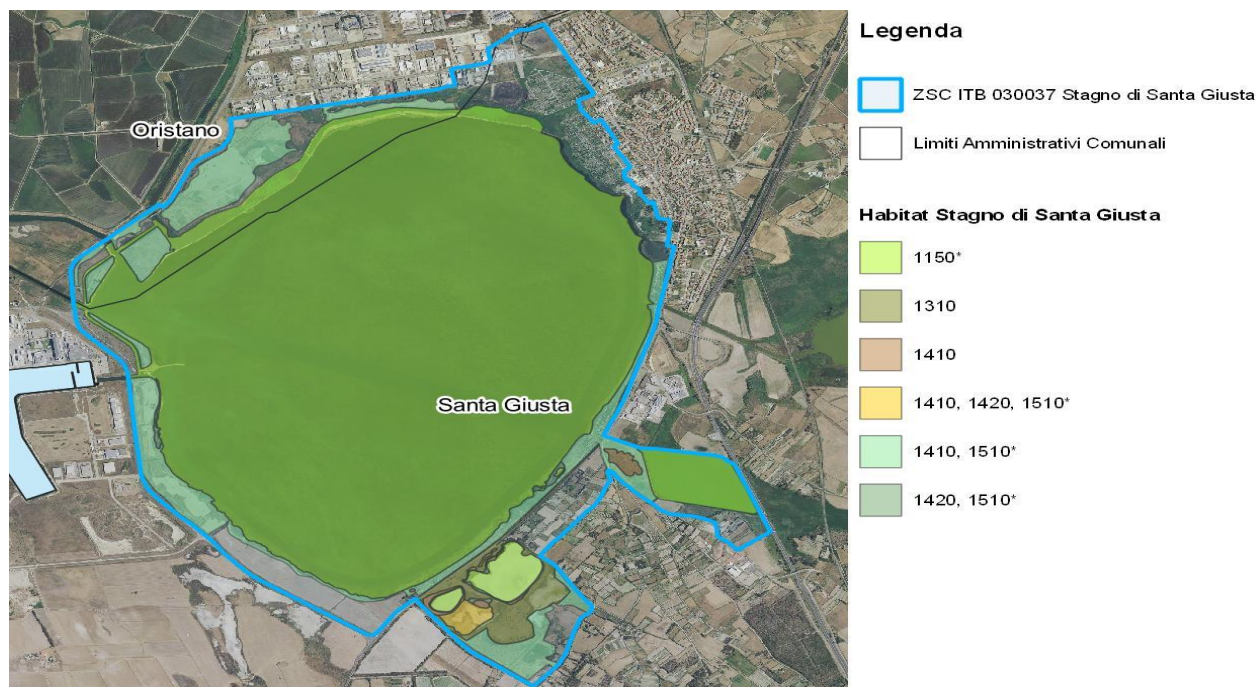 Oristano
Santa Giusta
Legenda
ZSC ITB 030037 Stagno di Santa Giusta
Limiti Amministrativi Comunali
Habitat Stagno di Santa Giusta
1150*
1310
1410
1410, 1420, 1510*
1410, 1510*
1420, 1510*